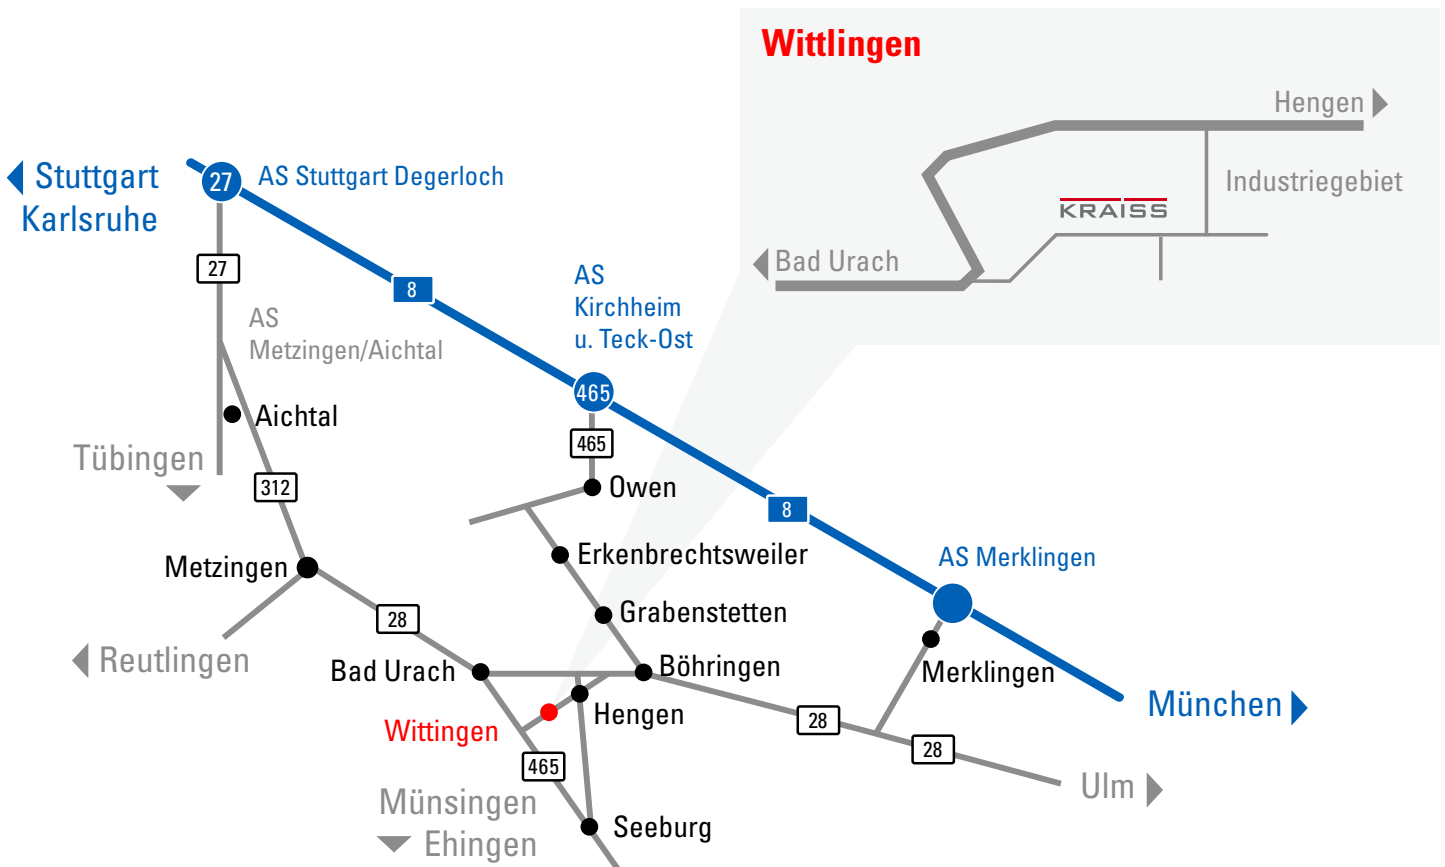 Wittlingen
Hengen
Industriegebiet
KRAISS
Bad Urach
Stuttgart
Karlsruhe
27
AS Stuttgart Degerloch
27
8
AS
Kirchheim
u. Teck-Ost
AS
Metzingen/Aichtal
465
Aichtal
465
Tübingen
312
Owen
8
Metzingen
Erkenbrechtsweiler
AS Merklingen
28
Grabenstetten
Reutlingen
Bad Urach
Böhringen
Merklingen
Wittingen
Hengen
28
München
28
465
Münsingen
Ehingen
Seeburg
Ulm